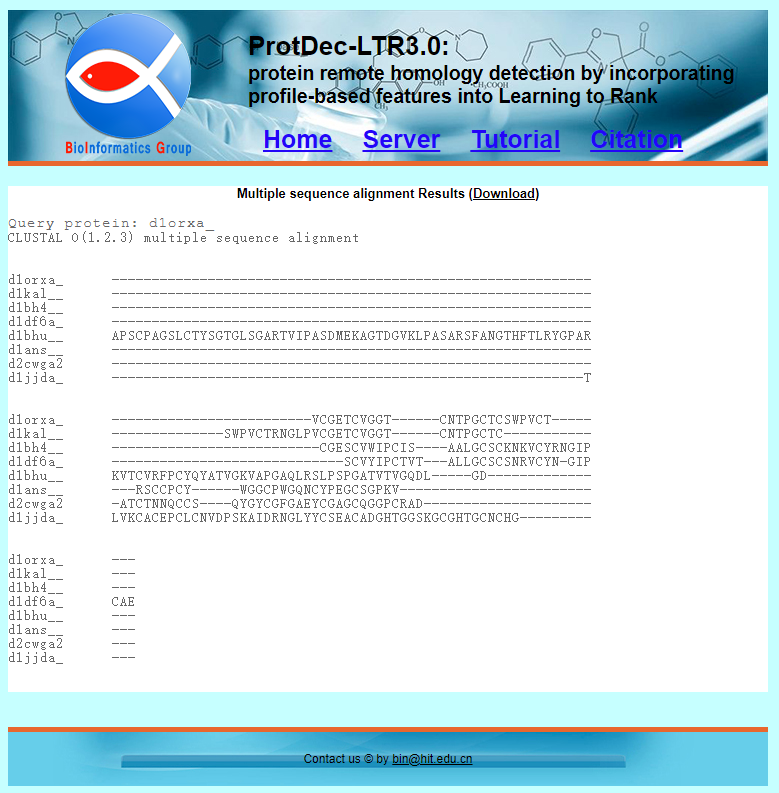 ProtDec-LTR3.0:
protein remote homology detection by incorporating
profile-based features into Learning to Rank
BioInformatics Group
Home Server Tutorial Citation
Multiple sequence alignment Results (Download)
Query protein: d1orxa_
CLUSTAL O(1.2.3) multiple sequence alignment
d1orxa_ ------------------------------------------------------------
d1kal__ ------------------------------------------------------------
d1bh4__ ------------------------------------------------------------
d1df6a_ ------------------------------------------------------------
d1bhu__ APSCPAGSLCTYSGTGLSGARTVIPASDMEKAGTDGVKLPASARSFANGTHFTLRYGPAR
d1ans__ ------------------------------------------------------------
d2cwga2 ------------------------------------------------------------
d1jjda_ -----------------------------------------------------------T
d1orxa_ -------------------------VCGETCVGGT------CNTPGCTCSWPVCT-----
d1kal__ --------------SWPVCTRNGLPVCGETCVGGT------CNTPGCTC-----------
d1bh4__ --------------------------CGESCVWIPCIS----AALGCSCKNKVCYRNGIP
d1df6a_ -----------------------------SCVYIPCTVT---ALLGCSCSNRVCYN-GIP
d1bhu__ KVTCVRFPCYQYATVGKVAPGAQLRSLPSPGATVTVGQDL-----GD-------------
d1ans__ ---RSCCPCY------WGGCPWGQNCYPEGCSGPKV------------------------
d2cwga2 -ATCTNNQCCS----QYGYCGFGAEYCGAGCQGGPCRAD---------------------
d1jjda_ LVKCACEPCLCNVDPSKAIDRNGLYYCSEACADGHTGGSKGCGHTGCNCHG---------
d1orxa_ ---
d1kal__ ---
d1bh4__ ---
d1df6a_ CAE
d1bhu__ ---
d1ans__ ---
d2cwga2 ---
d1jjda_ ---
Contact us © by bin@hit.edu.cn